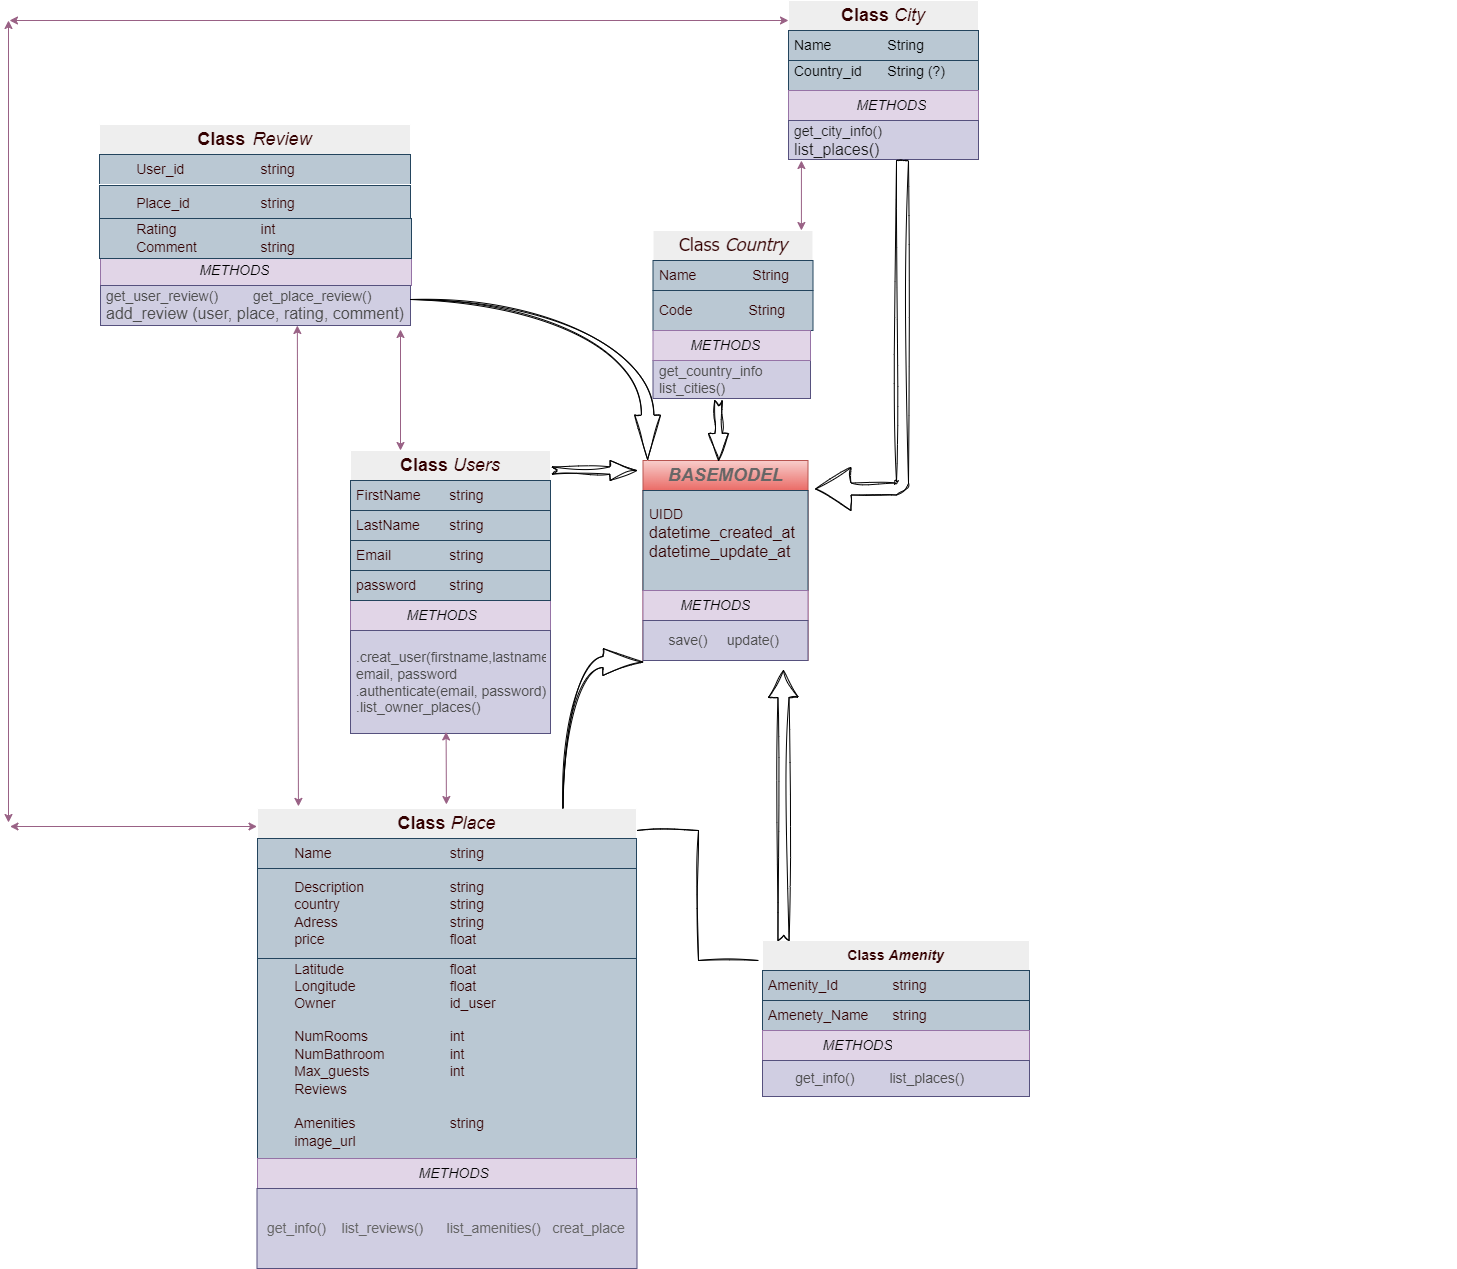 Class City
Name String
Country_id String (?)
METHODS
get_city_info()
list_places()
Class Review
User_id string
Place_id string
Rating int
Comment string
METHODS
get_user_review() get_place_review()
add_review (user, place, rating, comment)
Class Country
Name String
Code String
METHODS
get_country_info
list_cities()
Class Users
FirstName string
LastName string
Email string
password string
METHODS
.creat_user(firstname,lastname
email, password
.authenticate(email, password)
.list_owner_places()
BASEMODEL
UIDD
datetime_created_at
datetime_update_at
METHODS
save() update()
Class Place
Name string
Description string
country string
Adress string
price float
Latitude float
Longitude float
Owner id_user
NumRooms int
NumBathroom int
Max_guests int
Reviews
Amenities string
image_url
METHODS
get_info() list_reviews() list_amenities() creat_place
Class Amenity
Amenity_Id string
Amenety_Name string
METHODS
get_info() list_places()